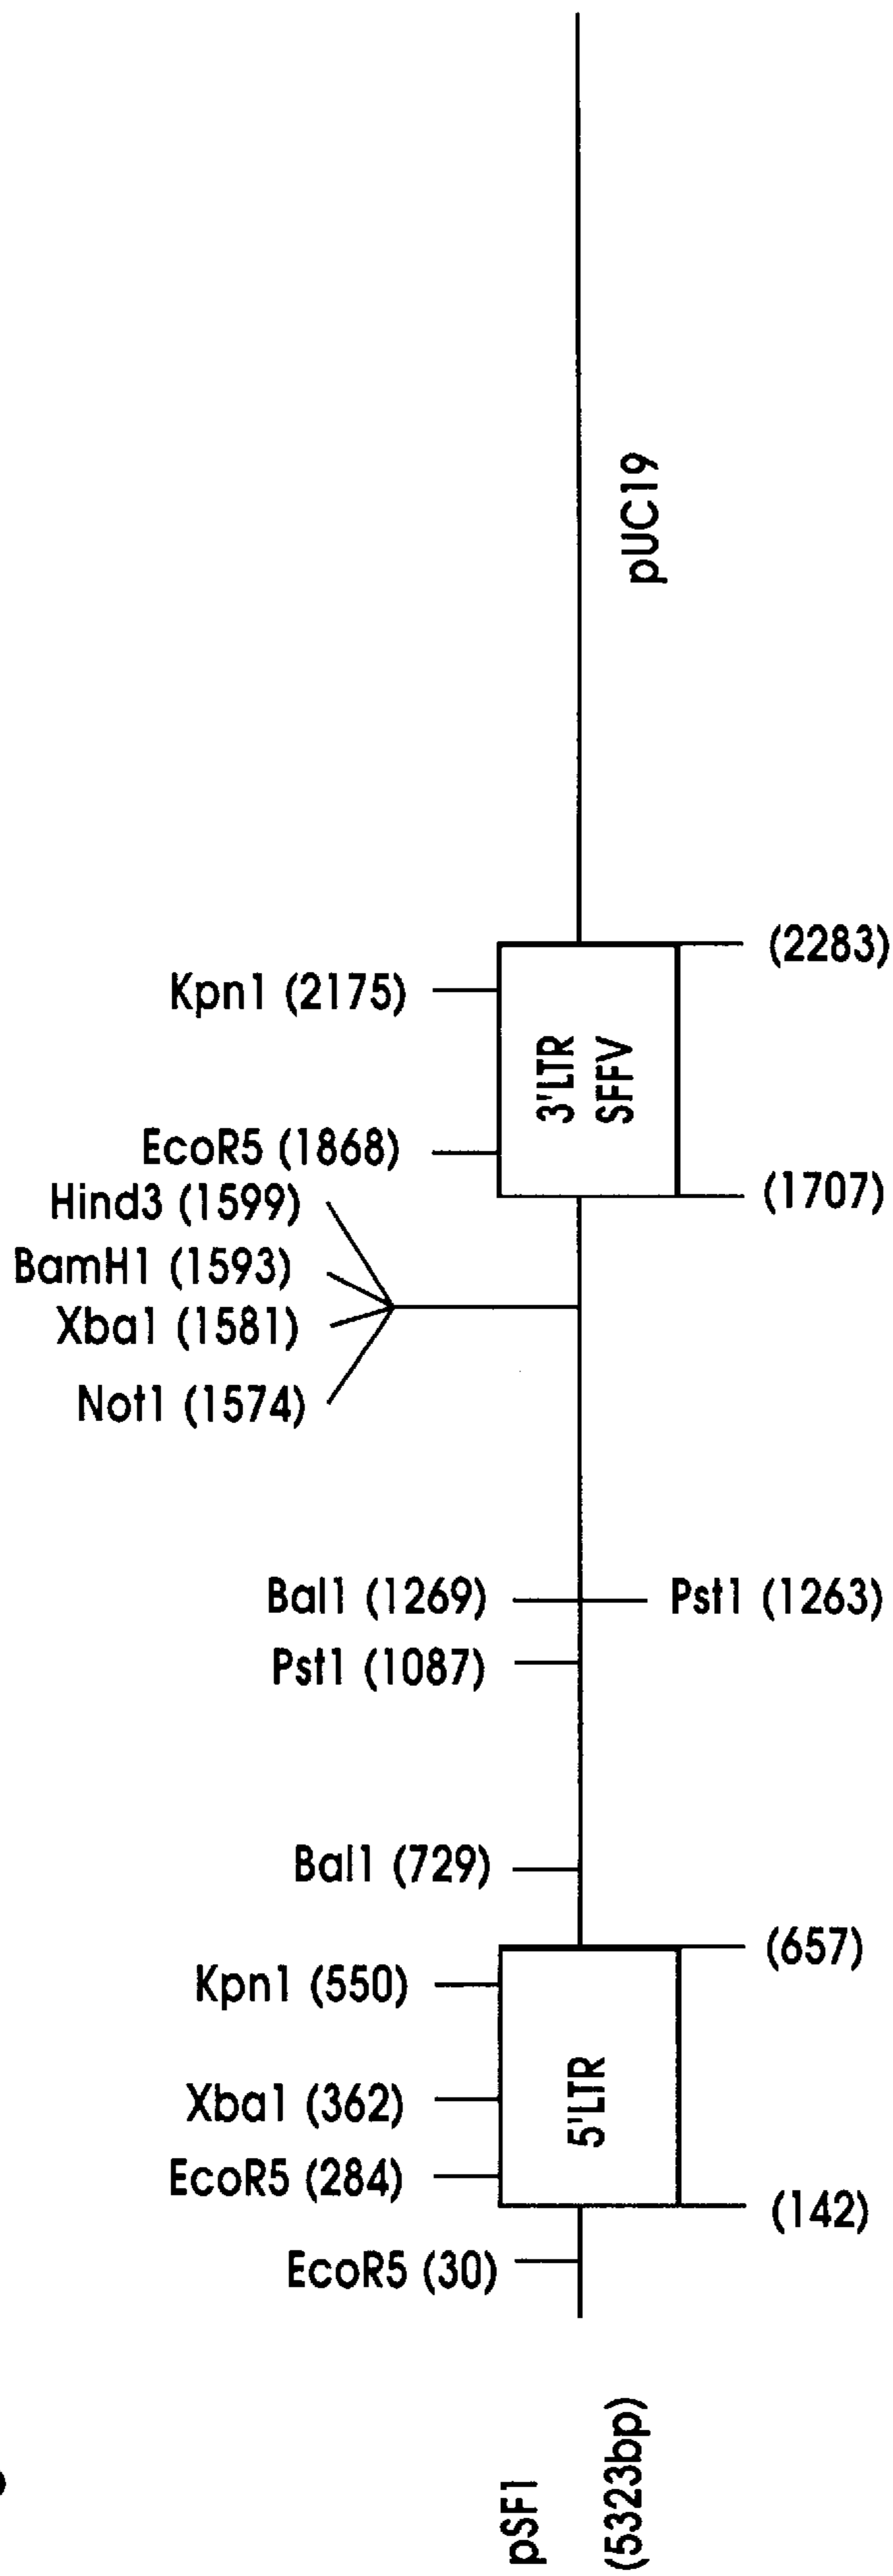 pUC19
Kpn1 (2175)
(2283)
3'LTR
SFFV
EcoR5 (1868)
Hind3 (1599)
(1707)
BamH1 (1593)
Xba1 (1581)
Not1 (1574)
Bal1 (1269)
Pst1 (1263)
Pst1 (1087)
Bal1 (729)
(657)
Kpn1 (550)
5'LTR
Xba1 (362)
EcoR5 (284)
(142)
EcoR5 (30)
pSF1
(5323bp)